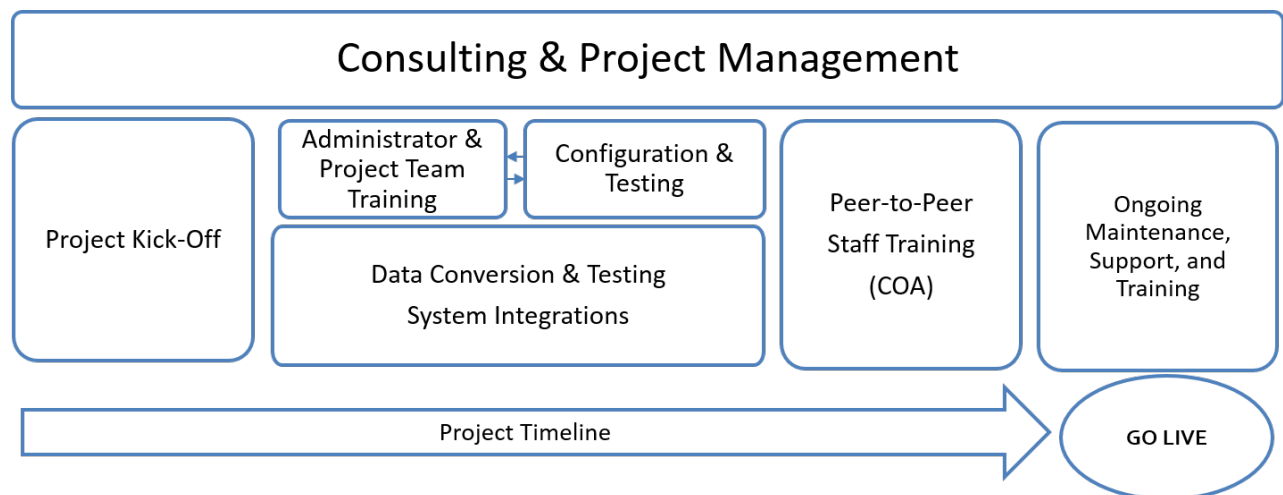 Consulting & Project Management
Project Kick-Off
Administrator &
Project Team
Training
Configuration &
Testing
Data Conversion & Testing
System Integrations
Peer-to-Peer
Staff Training
(COA)
Ongoing
Maintenance,
Support, and
Training
Project Timeline
GO LIVE